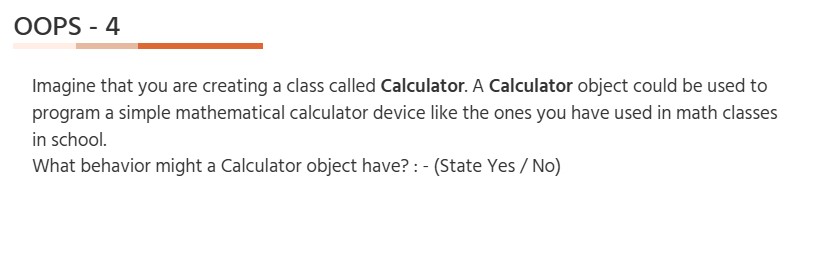 OOPS - 4
Imagine that you are creating a class called Calculator. A Calculator object could be used to
program a simple mathematical calculator device like the ones you have used in math classes
in school.
What behavior might a Calculator object have? : - (State Yes / No)